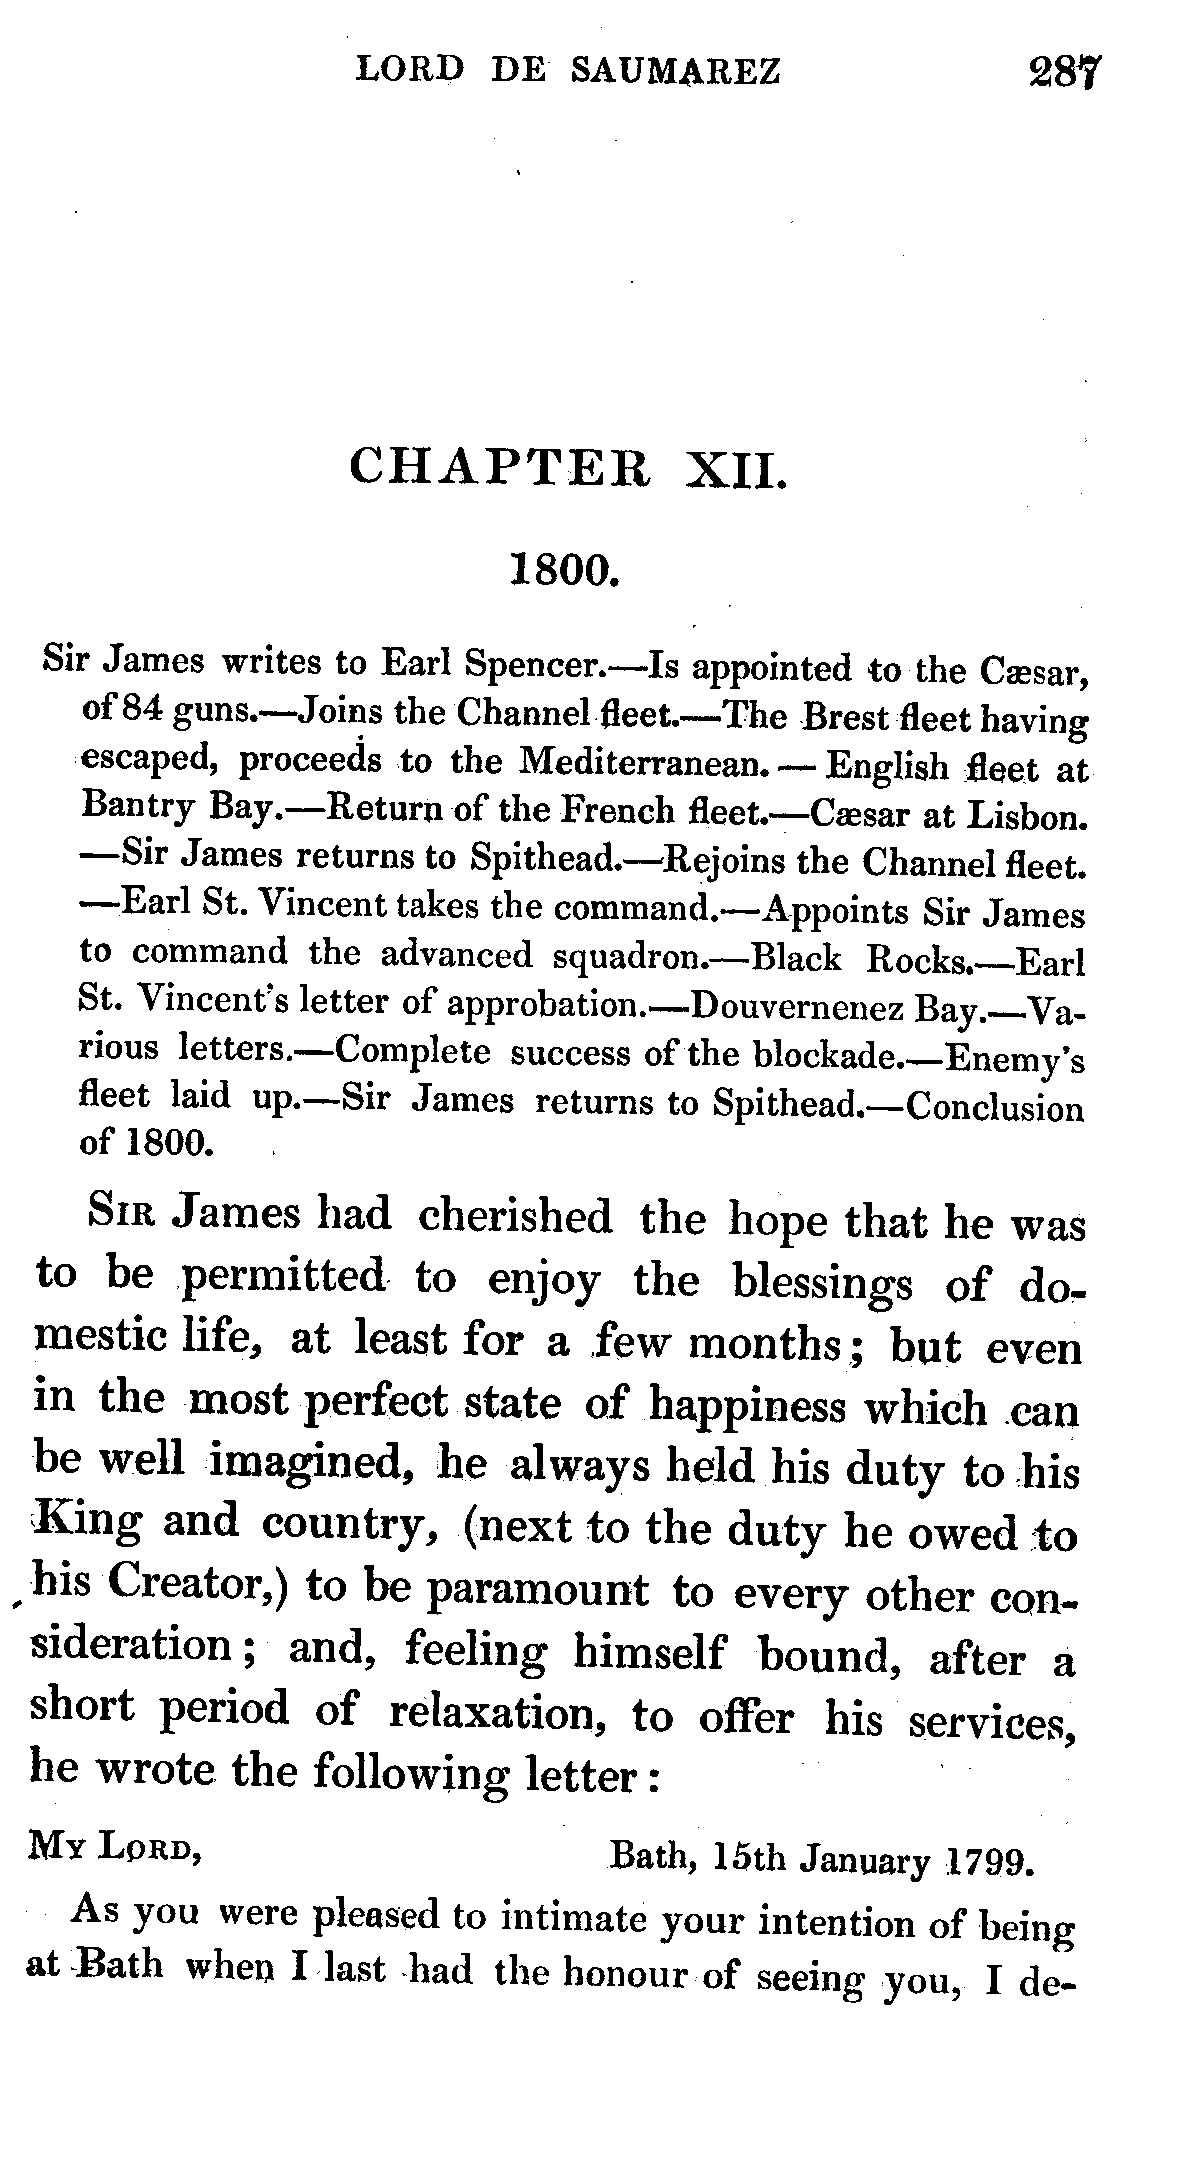 LORD DE SAUMAREZ 287
CHAPTER XII.
1800.
Sir James writes to Earl Spencer.—Is appointed to the Cæsar,
of 84 guns.—Joins the Channel fleet.—The Brest fleet having
escaped, proceeds to the Mediterranean.—English fleet at
Bantry Bay.—Return of the French fleet.—Cæsar at Lisbon.
—Sir James returns to Spithead.—Rejoins the Channel fleet.
—Earl St. Vincent takes the command.—Appoints Sir James
to command the advanced squadron.—Black Rocks.—Earl
St. Vincent's letter of approbation.—Douvernenez Bay.—Va-
rious letters.—Complete success of the blockade.—Enemy's
fleet laid up.—Sir James returns to Spithead.—Conclusion
of 1800.
SIR James had cherished the hope that he was
to be permitted to enjoy the blessings of do-
mestic life, at least for a few months; but even
in the most perfect state of happiness which can
be well imagined, he always held his duty to his
King and country, (next to the duty he owed to
his Creator,) to be paramount to every other con-
sideration; and, feeling himself bound, after a
short period of relaxation, to offer his services,
he wrote the following letter:
MY LORD, Bath, 15th January 1799.
As you were pleased to intimate your intention of being
at Bath when I last had the honour of seeing you, I de-